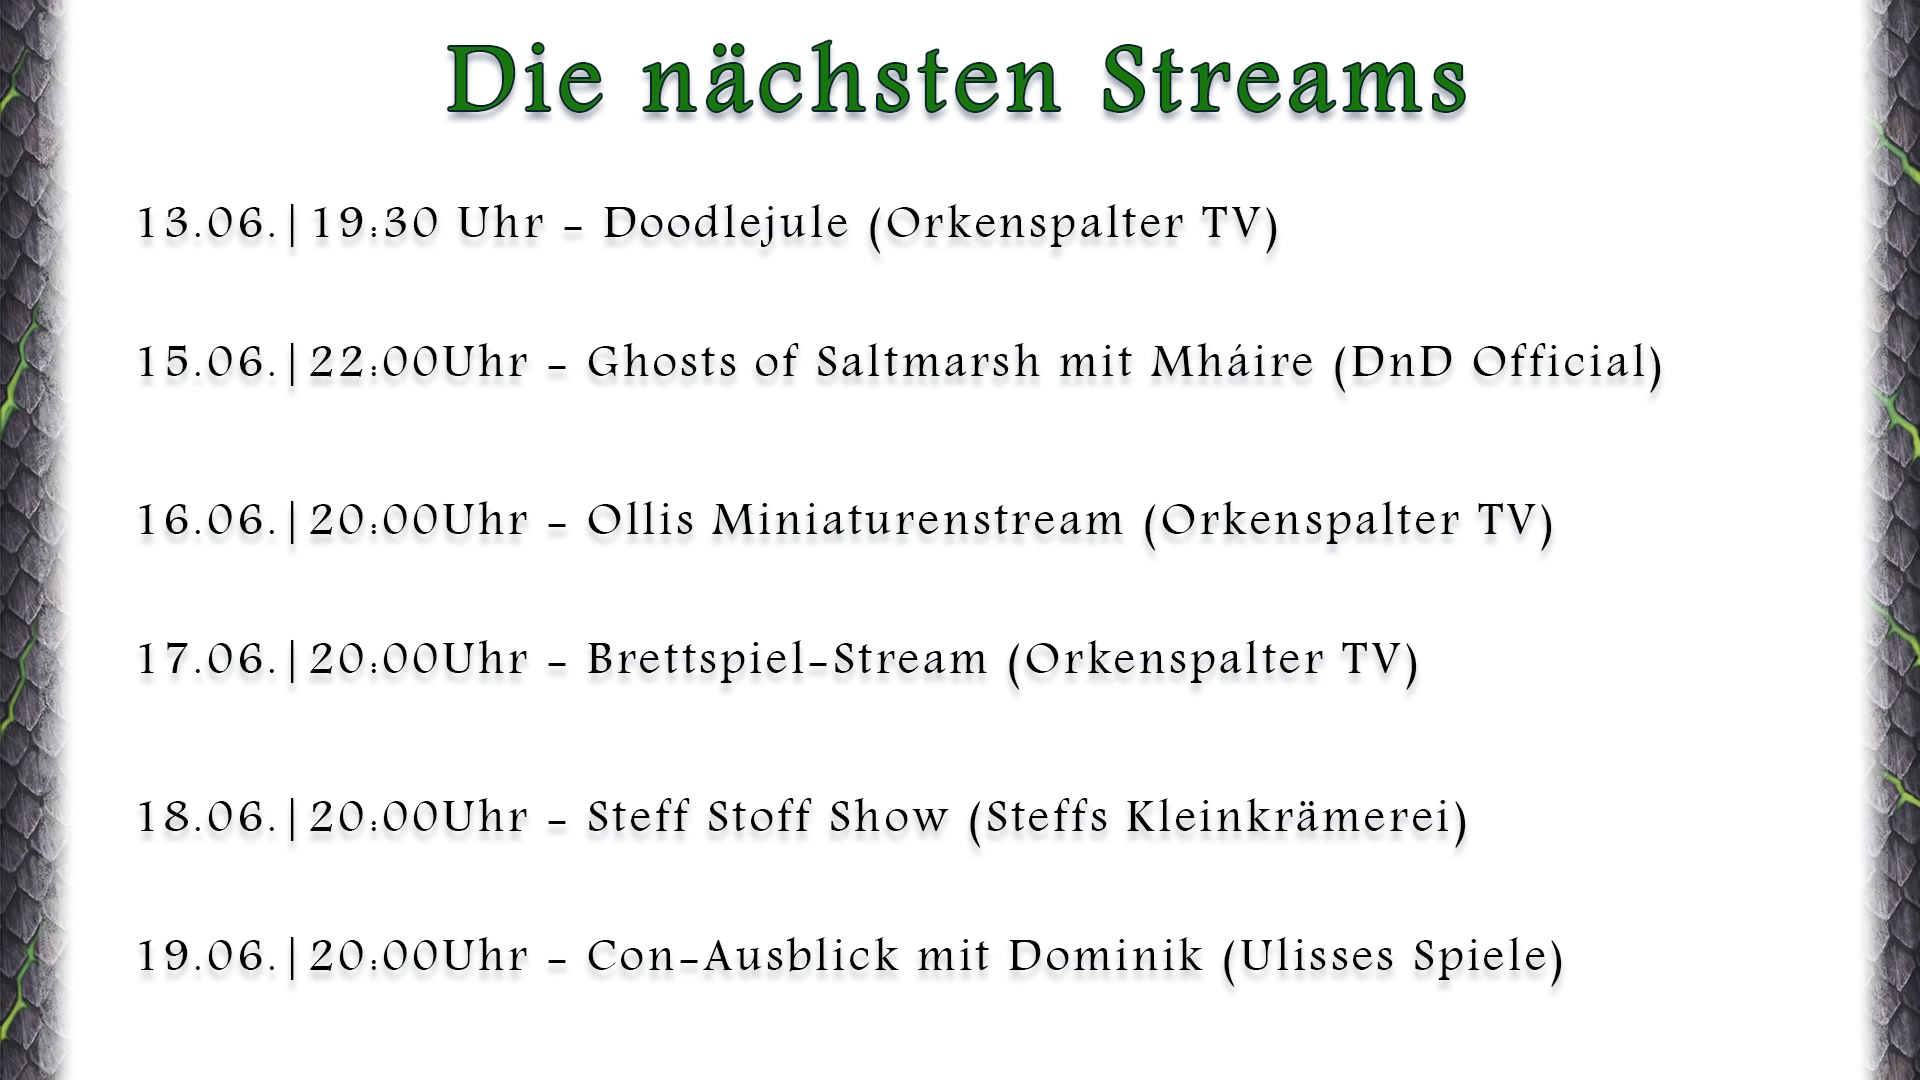 Die nächsten Streams
13.06.|19:30 Uhr - Doodlejule (Orkenspalter TV)
15.06.|22:00Uhr - Ghosts of Saltmarsh mit Mháire (DnD Official)
16.06.|20:00Uhr - Ollis Miniaturenstream (Orkenspalter TV)
17.06.|20:00Uhr - Brettspiel-Stream (Orkenspalter TV)
18.06.|20:00Uhr - Steff Stoff Show (Steffs Kleinkrämerei)
19.06.|20:00Uhr - Con-Ausblick mit Dominik (Ulisses Spiele)